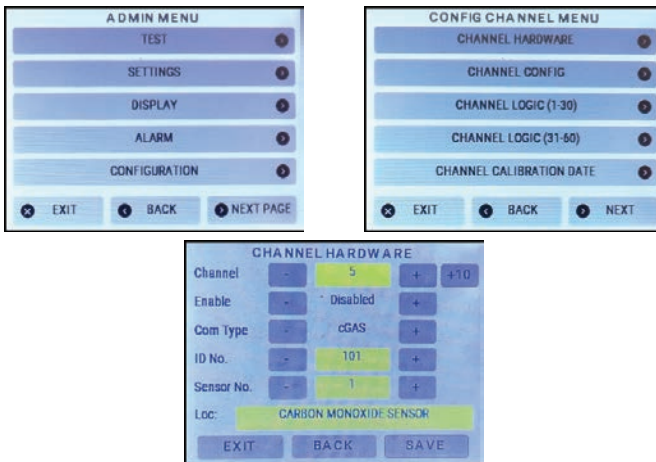 ADMIN MENU
TEST
SETTINGS
DISPLAY
ALARM
CONFIGURATION
EXIT BACK NEXT PAGE
CONFIG CHANNEL MENU
CHANNEL HARDWARE
CHANNEL CONFIG
CHANNEL LOGIC (1-30)
CHANNEL LOGIC (31-60)
CHANNEL CALIBRATION DATE
EXIT BACK NEXT
CHANNEL HARDWARE
Channel - 5 + +10
Enable - Disabled +
Com Type - cGAS +
ID No. - 101 +
Sensor No. - 1 +
Loc: CARBON MONOXIDE SENSOR
EXIT BACK SAVE